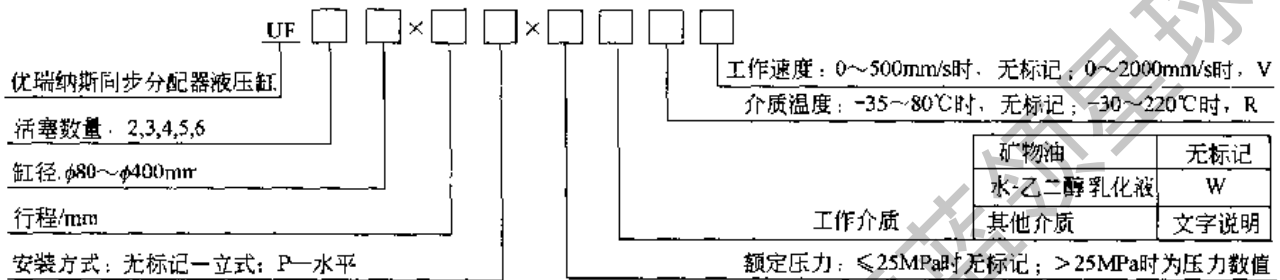 UF □ □×□ □×□ □ □ □
工作速度：0～500mm/s时，无标记；0～2000mm/s时，V
优瑞纳斯同步分配器液压缸
介质温度：-35～80℃时，无标记；-30～220℃时，R
活塞数量：2,3,4,5,6
矿物油 无标记
缸径:φ80～φ400mm
水-乙二醇乳化液 W
行程/mm
工作介质 其他介质 文字说明
安装方式：无标记—立式；P—水平
额定压力：≤25MPa时无标记；＞25MPa时为压力数值
蓝领星球